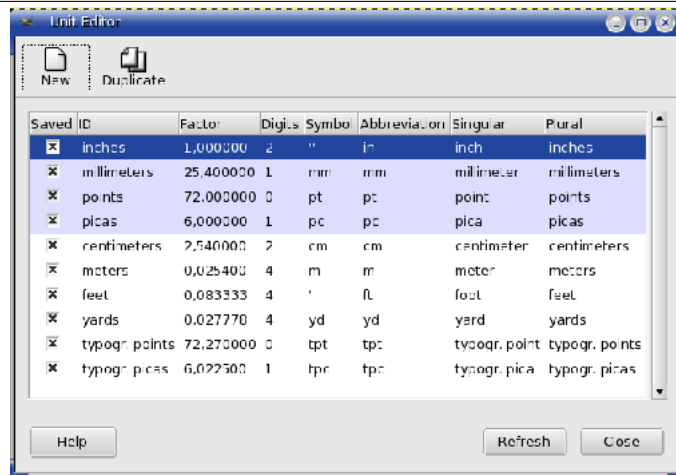 Unit Editor
New Duplicate
Saved ID Factor Digits Symbol Abbreviation Singular Plural
inches 1,000000 2 " in inch inches
millimeters 25,400000 1 mm mm millimeter millimeters
points 72,000000 0 pt pt point points
picas 6,000000 1 pc pc pica picas
centimeters 2,540000 2 cm cm centimeter centimeters
meters 0,025400 4 m m meter meters
feet 0,083333 4 ' ft foot feet
yards 0,027778 4 yd yd yard yards
typogr. points 72,270000 0 tpt tpt typogr. point typogr. points
typogr. picas 6,022500 1 tpc tpc typogr. pica typogr. picas
Help Refresh Close